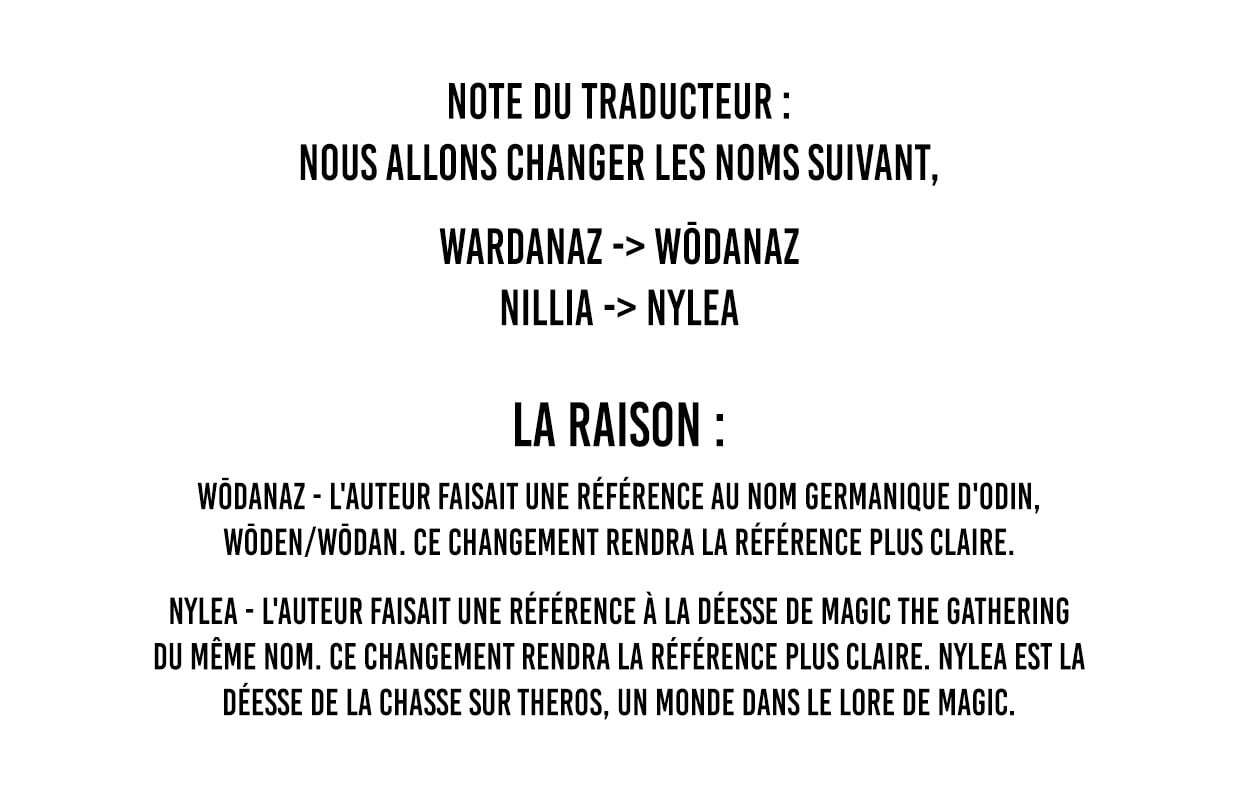 NOTE DU TRADUCTEUR :
NOUS ALLONS CHANGER LES NOMS SUIVANT,
WARDANAZ -> WŌDANAZ
NILLIA -> NYLEA
LA RAISON :
WŌDANAZ - L'AUTEUR FAISAIT UNE RÉFÉRENCE AU NOM GERMANIQUE D'ODIN,
WŌDEN/WŌDAN. CE CHANGEMENT RENDRA LA RÉFÉRENCE PLUS CLAIRE.
NYLEA - L'AUTEUR FAISAIT UNE RÉFÉRENCE À LA DÉESSE DE MAGIC THE GATHERING
DU MÊME NOM. CE CHANGEMENT RENDRA LA RÉFÉRENCE PLUS CLAIRE. NYLEA EST LA
DÉESSE DE LA CHASSE SUR THEROS, UN MONDE DANS LE LORE DE MAGIC.